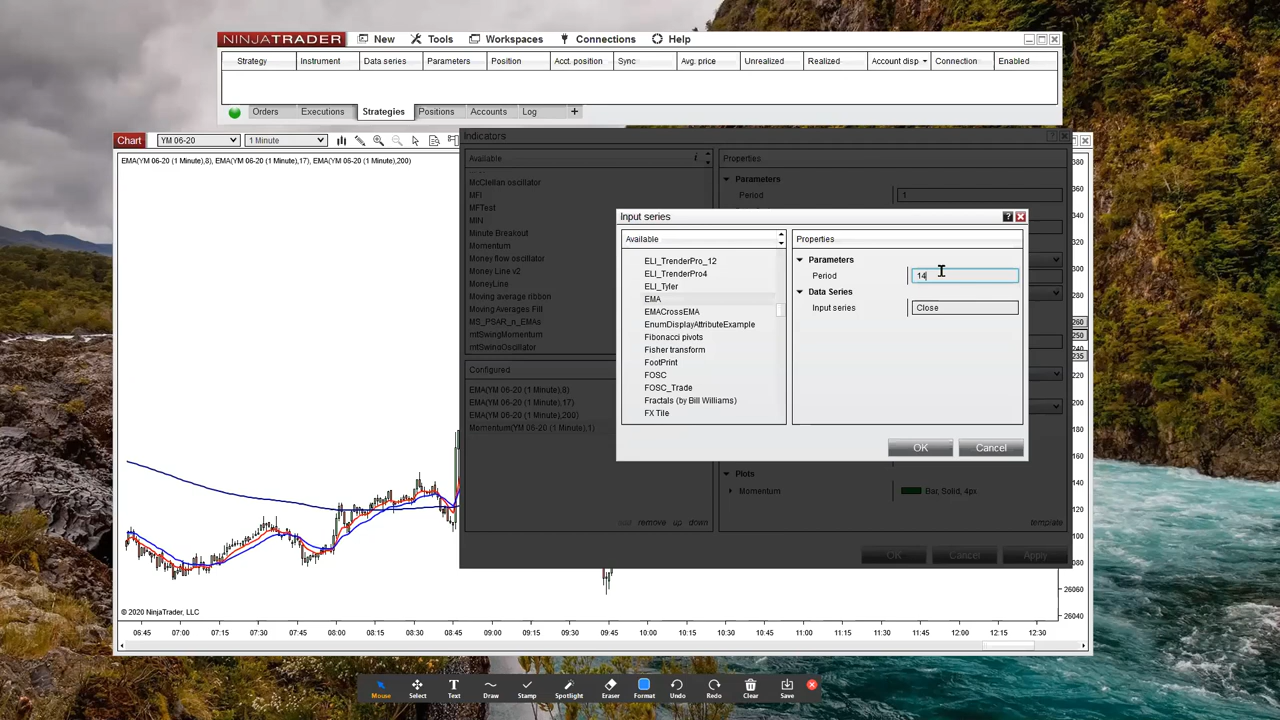 NINJATRADER New Tools Workspaces Connections Help
Strategy Instrument Data series Parameters Position Acct. position Sync Avg. price Unrealized Realized Account disp Connection Enabled
Orders Executions Strategies Positions Accounts Log +
Chart YM 06-20 1 Minute
Indicators
EMA(YM 06-20 (1 Minute),8), EMA(YM 06-20 (1 Minute),17), EMA(YM 06-20 (1 Minute),200)
Available
McClellan oscillator
MFI
MFTest
MIN
Minute Breakout
Momentum
Money flow oscillator
Money Line v2
MoneyLine
Moving average ribbon
Moving Averages Fill
MS_PSAR_n_EMAs
mtSwingMomentum
mtSwingOscillator
Configured
EMA(YM 06-20 (1 Minute),8)
EMA(YM 06-20 (1 Minute),17)
EMA(YM 06-20 (1 Minute),200)
Momentum(YM 06-20 (1 Minute),1)
remove up down
Properties
Parameters
Period 1
Plots
Momentum Bar, Solid, 4px.
template
OK Cancel Apply
Input series
Available
ELI_TrenderPro_12
ELI_TrenderPro4
ELI_Tyler
EMA
EMACrossEMA
EnumDisplayAttributeExample
Fibonacci pivots
Fisher transform
FootPrint
FOSC
FOSC_Trade
Fractals (by Bill Williams)
FX Tile
Properties
Parameters
Period 14
Data Series
Input series Close
OK Cancel
26060
26040
© 2020 NinjaTrader, LLC
06:45 07:00 07:15 07:30 07:45 08:00 08:15 08:30 08:45 09:00 09:15 09:30 09:45 10:00 10:15 10:30 10:45 11:00 11:15 11:30 11:45 12:00 12:15 12:30
Mouse Select Text Draw Stamp Spotlight Eraser Format Undo Redo Clear Save